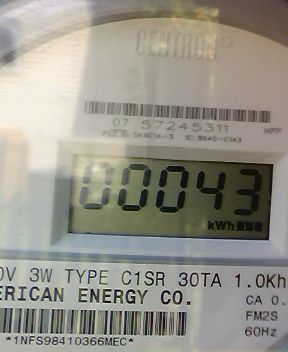 CENTRON
07 57245311
00043
kWh
0V 3W TYPE C1SR 30TA 1.0Kh
ERICAN ENERGY CO. CA 0.
FM2S
60Hz
*1NFS98410366MEC*